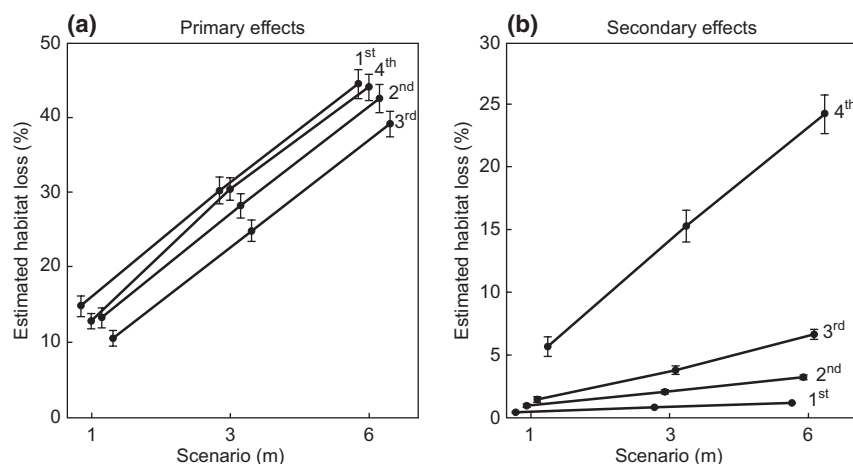 (a)
Primary effects
50
40
30
20
10
0
Estimated habitat loss (%)
1st
4th
2nd
3rd
1
3
6
Scenario (m)
(b)
Secondary effects
30
25
20
15
10
5
0
Estimated habitat loss (%)
4th
3rd
2nd
1st
1
3
6
Scenario (m)